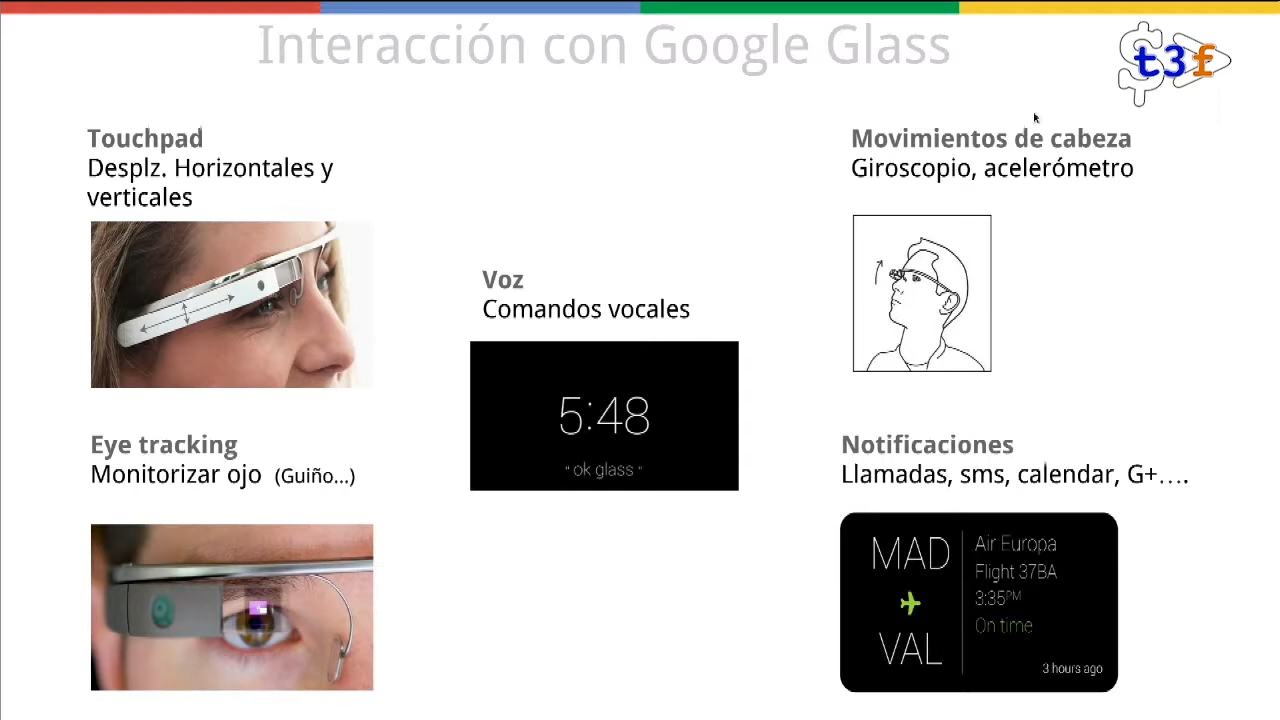 Interacción con Google Glass
t3f
Touchpad
Desplz. Horizontales y
verticales
Movimientos de cabeza
Giroscopio, acelerómetro
Voz
Comandos vocales
5:48
"ok glass"
Eye tracking
Monitorizar ojo (Guiño...)
Notificaciones
Llamadas, sms, calendar, G+....
MAD
VAL
Air Europa
Flight 37BA
3:35PM
On time
3 hours ago